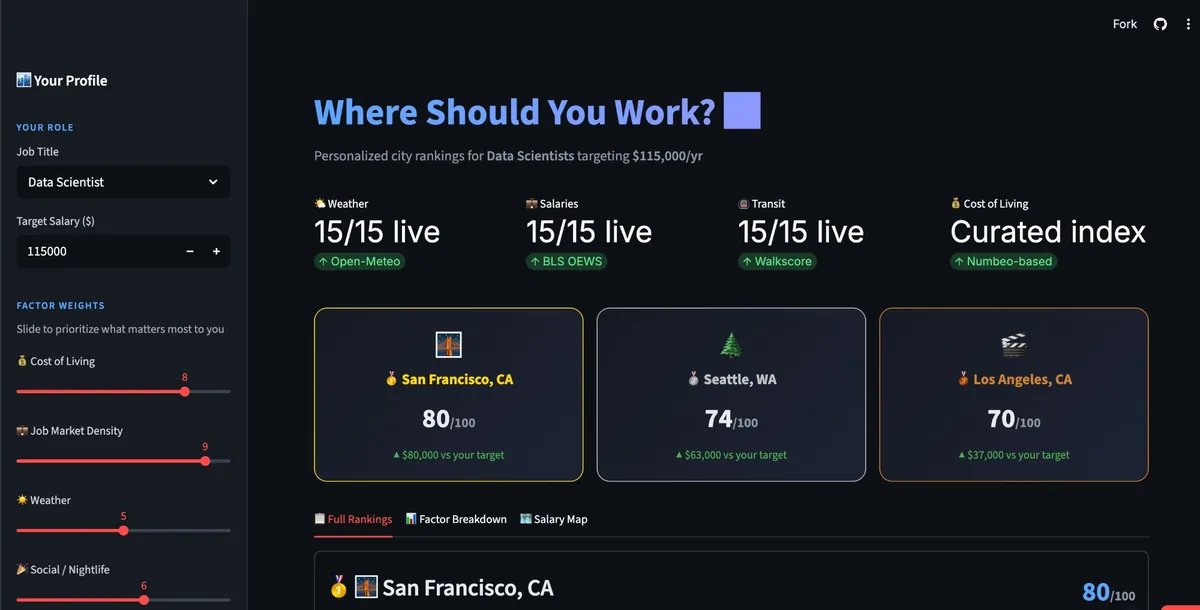 Fork
Your Profile
YOUR ROLE
Job Title
Data Scientist
Target Salary ($)
115000
− +
FACTOR WEIGHTS
Slide to prioritize what matters most to you
Cost of Living
8
Job Market Density
9
Weather
5
Social / Nightlife
6
Where Should You Work?
Personalized city rankings for Data Scientists targeting $115,000/yr
Weather
15/15 live
↑ Open-Meteo
Salaries
15/15 live
↑ BLS OEWS
Transit
15/15 live
↑ Walkscore
Cost of Living
Curated index
↑ Numbeo-based
San Francisco, CA
80/100
▲ $80,000 vs your target
Seattle, WA
74/100
▲ $63,000 vs your target
Los Angeles, CA
70/100
▲ $37,000 vs your target
Full Rankings Factor Breakdown Salary Map
San Francisco, CA
80/100